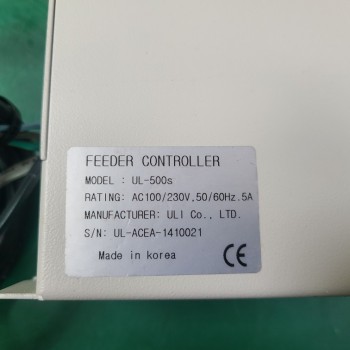 FEEDER CONTROLLER
MODEL : UL-500s
RATING: AC100/230V,50/60Hz.5A
MANUFACTURER: ULI Co., LTD.
S/N: UL-ACEA-1410021
Made in korea CE